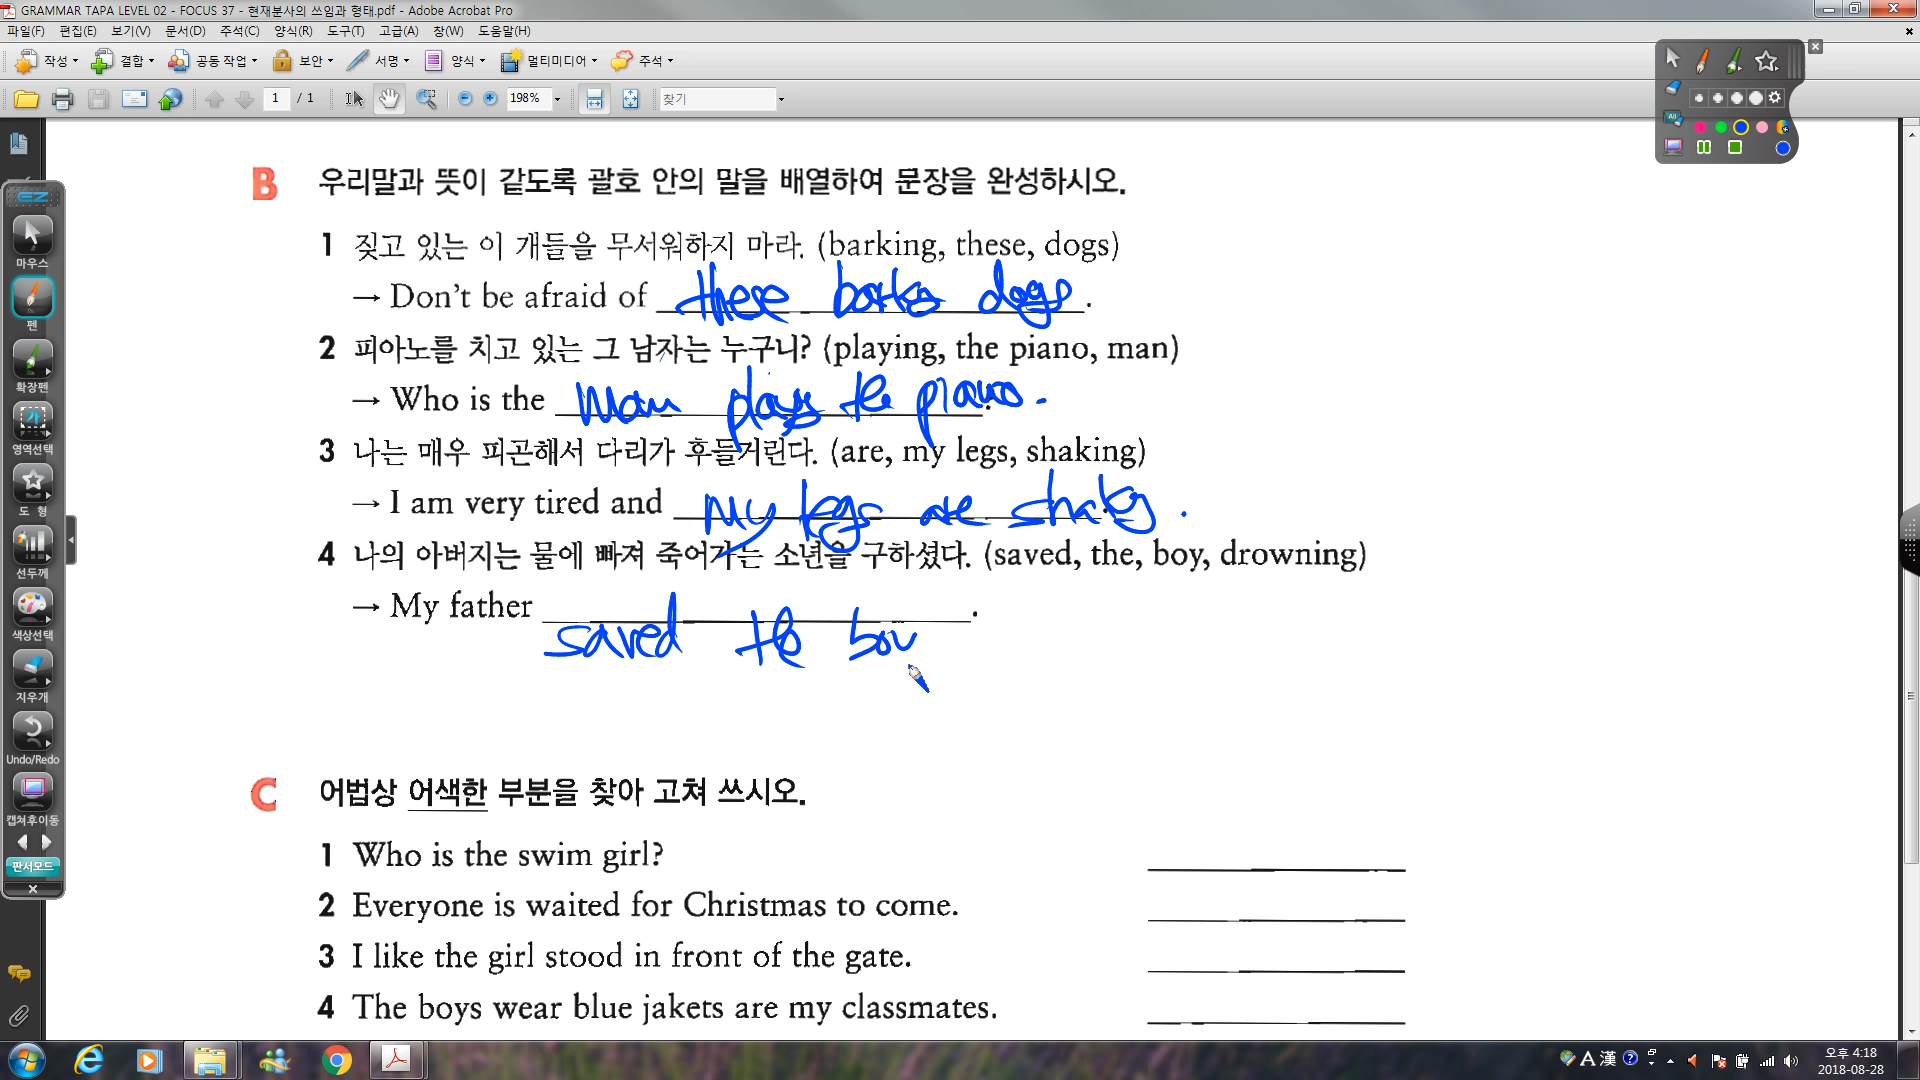 GRAMMAR TAPA LEVEL 02 - FOCUS 37 - 현재분사의 쓰임과 형태.pdf - Adobe Acrobat Pro
파일(F) 편집(E) 보기(V) 문서(D) 주석(C) 양식(R) 도구(T) 고급(A) 창(W) 도움말(H)
작성 결합 공동 작업 보안 서명 양식 멀티미디어 주석
1 / 1 198% 찾기
B 우리말과 뜻이 같도록 괄호 안의 말을 배열하여 문장을 완성하시오.
1 짖고 있는 이 개들을 무서워하지 마라. (barking, these, dogs)
→ Don't be afraid of these barking dogs.
2 피아노를 치고 있는 그 남자는 누구니? (playing, the piano, man)
→ Who is the man playing the piano.
3 나는 매우 피곤해서 다리가 후들거린다. (are, my legs, shaking)
→ I am very tired and my legs are shaking.
4 나의 아버지는 물에 빠져 죽어가는 소년을 구하셨다. (saved, the, boy, drowning)
→ My father .
saved the bov
C 어법상 어색한 부분을 찾아 고쳐 쓰시오.
1 Who is the swim girl?
2 Everyone is waited for Christmas to come.
3 I like the girl stood in front of the gate.
4 The boys wear blue jakets are my classmates.
EZ
마우스
펜
확장펜
가
영역선택
도 형
선두께
색상선택
지우개
Undo/Redo
캡쳐후이동
판서모드
All
A 漢
오후 4:18
2018-08-28